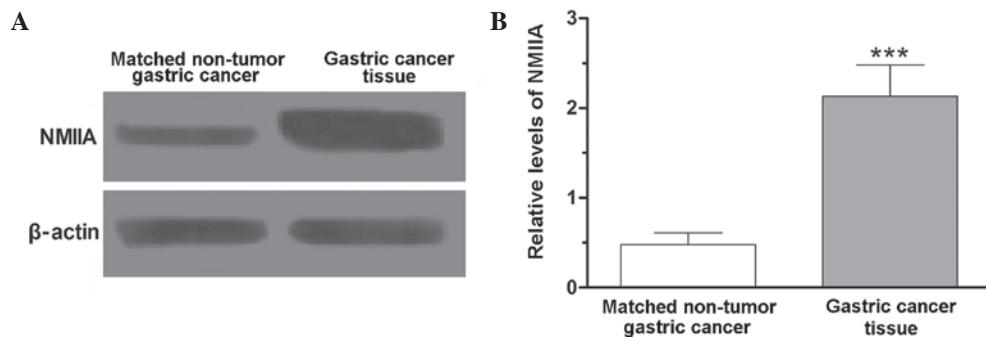 A
Matched non-tumor
gastric cancer
Gastric cancer
tissue
NMIIA
β-actin
B
Relative levels of NMIIA
3
2
1
0
***
Matched non-tumor
gastric cancer
Gastric cancer
tissue